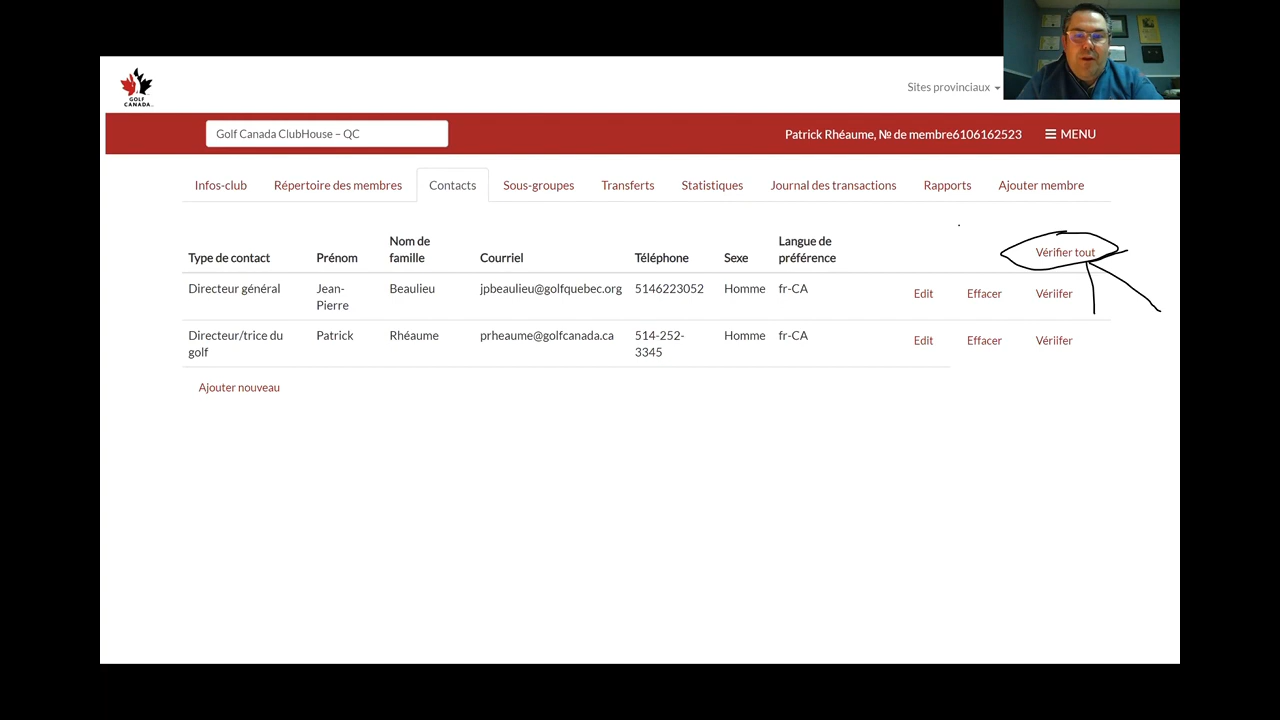 GOLF
CANADA
Sites provinciaux
Golf Canada ClubHouse – QC
Patrick Rhéaume, № de membre6106162523
MENU
Infos-club Répertoire des membres Contacts Sous-groupes Transferts Statistiques Journal des transactions Rapports Ajouter membre
Type de contact Prénom Nom de famille Courriel Téléphone Sexe Langue de préférence Vérifier tout
Directeur général Jean-Pierre Beaulieu jpbeaulieu@golfquebec.org 5146223052 Homme fr-CA Edit Effacer Vériifer
Directeur/trice du golf Patrick Rhéaume prheaume@golfcanada.ca 514-252-3345 Homme fr-CA Edit Effacer Vériifer
Ajouter nouveau